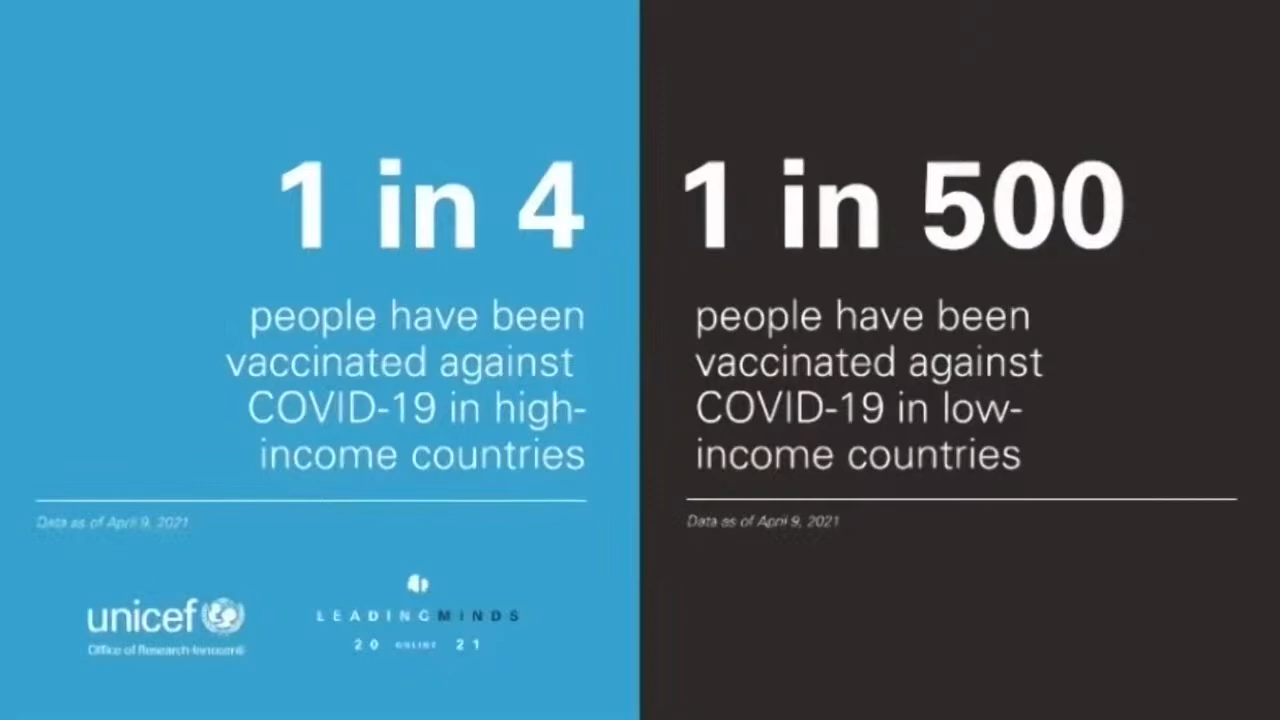 1 in 4
people have been
vaccinated against
COVID-19 in high-
income countries
Data as of April 9, 2021
unicef
Office of Research-Innocenti
LEADINGMINDS
20 ONLINE 21
1 in 500
people have been
vaccinated against
COVID-19 in low-
income countries
Data as of April 9, 2021